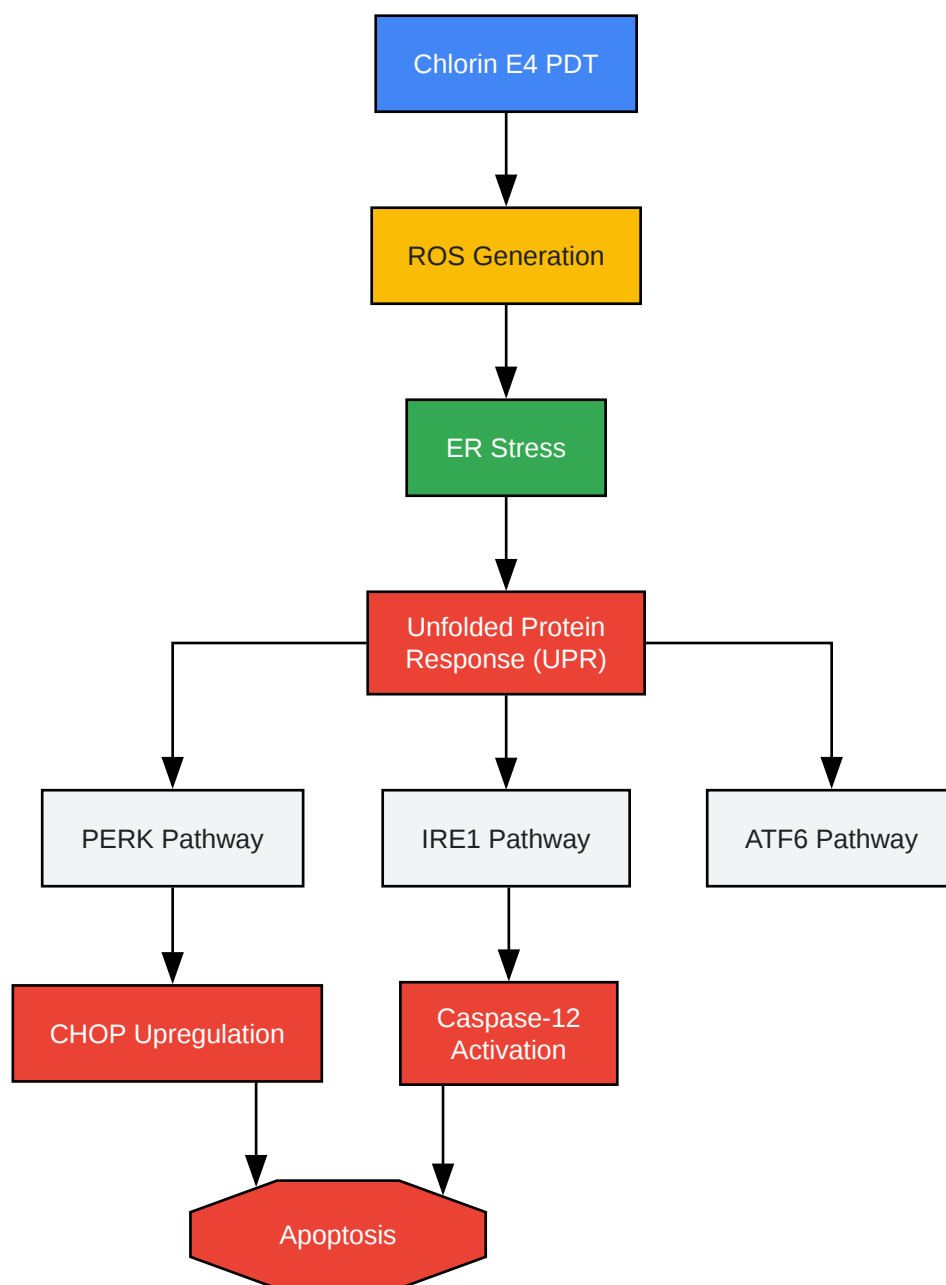 Chlorin E4 PDT
ROS Generation
ER Stress
Unfolded Protein
Response (UPR)
PERK Pathway
IRE1 Pathway
ATF6 Pathway
CHOP Upregulation
Caspase-12
Activation
Apoptosis